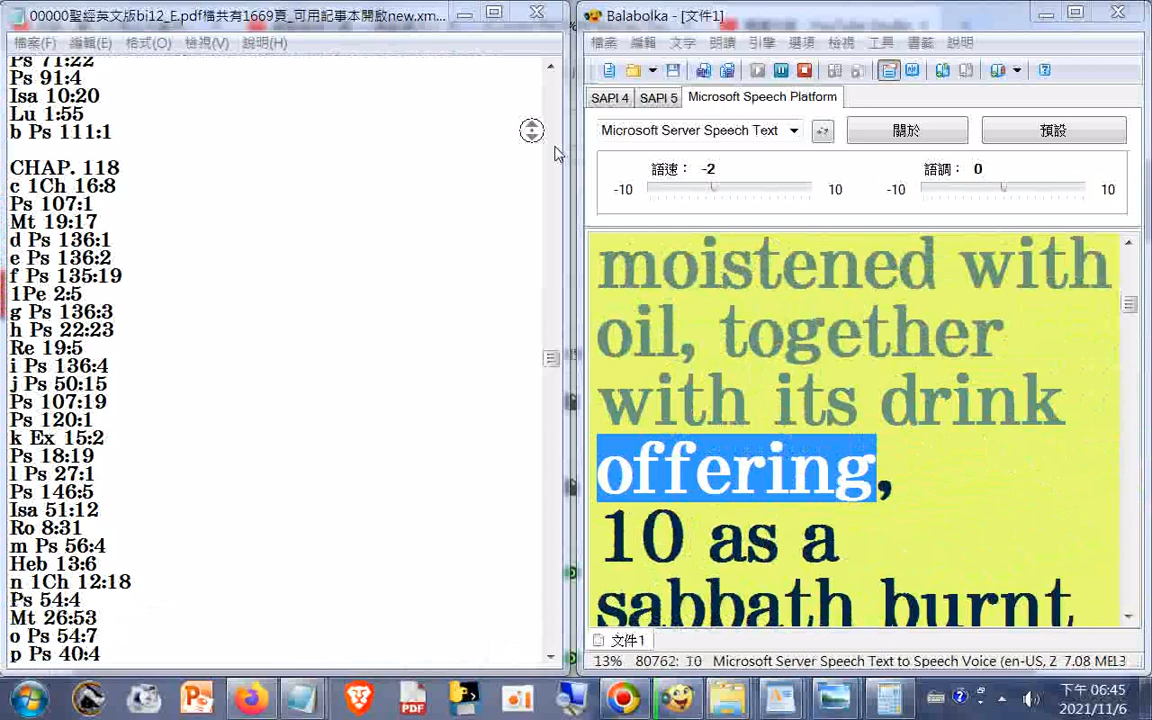 00000聖經英文版bi12_E.pdf檔共有1669頁_可用記事本開啟new.xm...
檔案(F) 編輯(E) 格式(O) 檢視(V) 說明(H)
Ps 71:22
Ps 91:4
Isa 10:20
Lu 1:55
b Ps 111:1
CHAP. 118
c 1Ch 16:8
Ps 107:1
Mt 19:17
d Ps 136:1
e Ps 136:2
f Ps 135:19
1Pe 2:5
g Ps 136:3
h Ps 22:23
Re 19:5
i Ps 136:4
j Ps 50:15
Ps 107:19
Ps 120:1
k Ex 15:2
Ps 18:19
l Ps 27:1
Ps 146:5
Isa 51:12
Ro 8:31
m Ps 56:4
Heb 13:6
n 1Ch 12:18
Ps 54:4
Mt 26:53
o Ps 54:7
p Ps 40:4
Balabolka - [文件1]
檔案 編輯 文字 朗讀 引擎 選項 檢視 工具 書籤 說明
SAPI 4 SAPI 5 Microsoft Speech Platform
Microsoft Server Speech Text 關於 預設
語速： -2 語調： 0
-10 10 -10 10
moistened with
oil, together
with its drink
offering,
10 as a
sabbath burnt
文件1
13% 80762: 10 Microsoft Server Speech Text to Speech Voice (en-US, Z 7.08 ME13
PDF
下午 06:45
2021/11/6